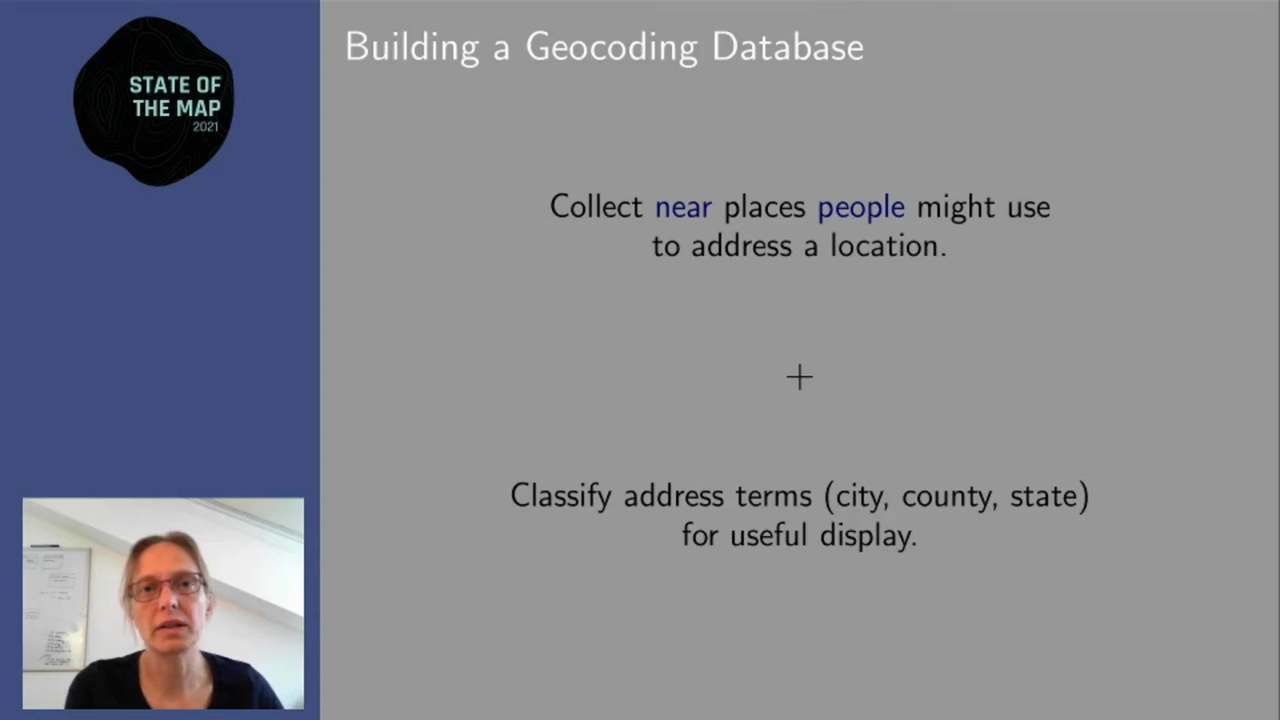 STATE OF
THE MAP
2021
Building a Geocoding Database
Collect near places people might use
to address a location.
+
Classify address terms (city, county, state)
for useful display.